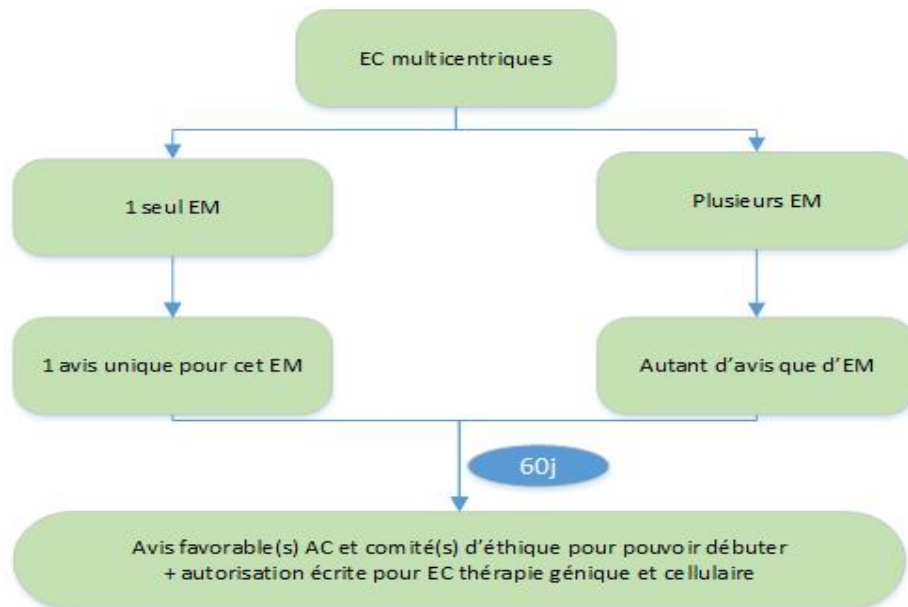 EC multicentriques
1 seul EM
Plusieurs EM
1 avis unique pour cet EM
Autant d’avis que d’EM
60j
Avis favorable(s) AC et comité(s) d’éthique pour pouvoir débuter
+ autorisation écrite pour EC thérapie génique et cellulaire